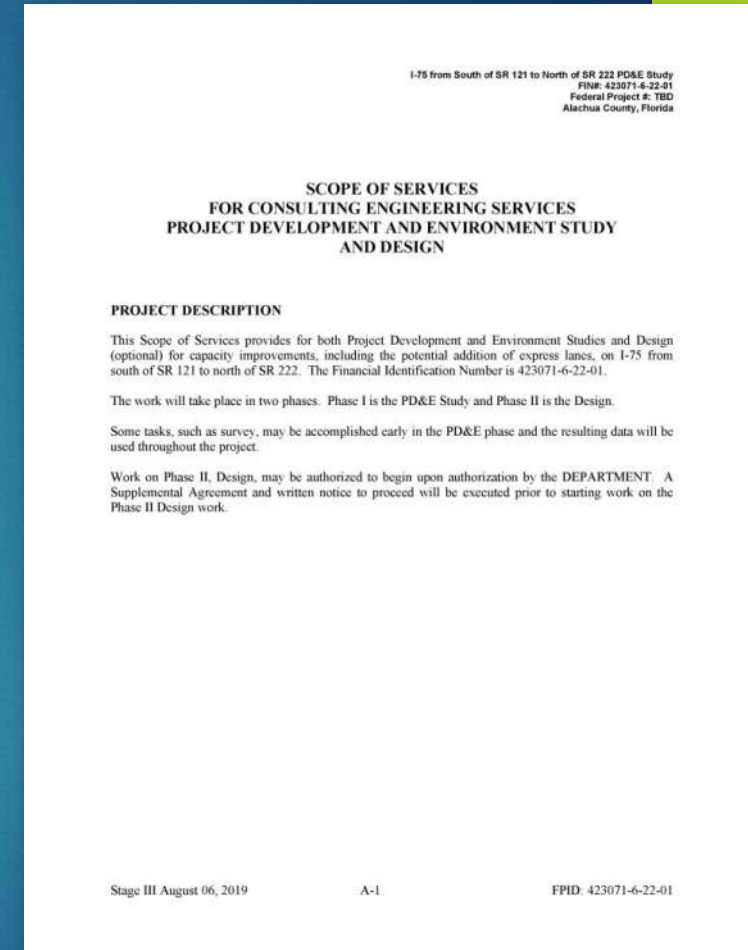 I-75 from South of SR 121 to North of SR 222 PD&E Study
FIN#: 423071-6-22-01
Federal Project #: TBD
Alachua County, Florida
SCOPE OF SERVICES
FOR CONSULTING ENGINEERING SERVICES
PROJECT DEVELOPMENT AND ENVIRONMENT STUDY
AND DESIGN
PROJECT DESCRIPTION
This Scope of Services provides for both Project Development and Environment Studies and Design
(optional) for capacity improvements, including the potential addition of express lanes, on I-75 from
south of SR 121 to north of SR 222. The Financial Identification Number is 423071-6-22-01.
The work will take place in two phases. Phase I is the PD&E Study and Phase II is the Design.
Some tasks, such as survey, may be accomplished early in the PD&E phase and the resulting data will be
used throughout the project.
Work on Phase II, Design, may be authorized to begin upon authorization by the DEPARTMENT. A
Supplemental Agreement and written notice to proceed will be executed prior to starting work on the
Phase II Design work.
Stage III August 06, 2019 A-1 FPID: 423071-6-22-01